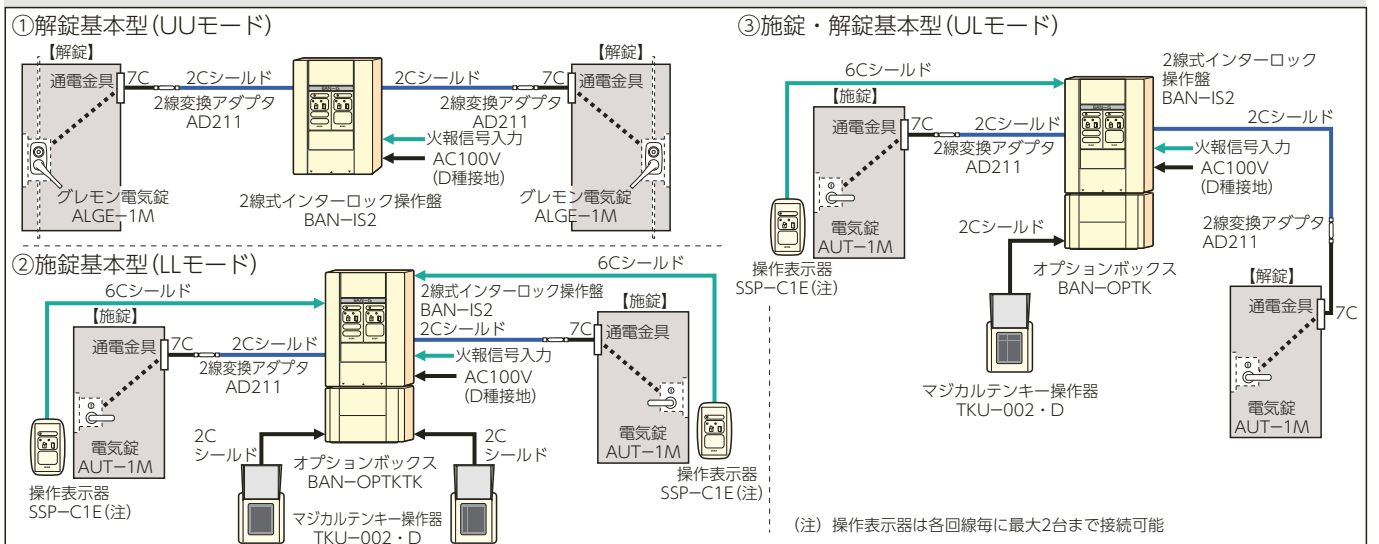 ①解錠基本型(UUモード)
【解錠】
通電金具
7C
2Cシールド
2線変換アダプタ
AD211
グレモン電気錠
ALGE−1M
2線式インターロック操作盤
BAN−IS2
2Cシールド
7C
2線変換アダプタ
AD211
火報信号入力
AC100V
(D種接地)
【解錠】
通電金具
グレモン電気錠
ALGE−1M
②施錠基本型(LLモード)
6Cシールド
【施錠】
通電金具
7C
2Cシールド
2線変換アダプタ
AD211
電気錠
AUT−1M
操作表示器
SSP−C1E(注)
6Cシールド
2線式インターロック操作盤
BAN−IS2
2Cシールド
7C
火報信号入力
AC100V
(D種接地)
【施錠】
通電金具
電気錠
AUT−1M
操作表示器
SSP−C1E(注)
2C
シールド
オプションボックス
BAN−OPTKTK
2C
シールド
マジカルテンキー操作器
TKU−002・D
③施錠・解錠基本型(ULモード)
6Cシールド
【施錠】
通電金具
7C
2Cシールド
2線変換アダプタ
AD211
電気錠
AUT−1M
操作表示器
SSP−C1E(注)
2線式インターロック
操作盤
BAN−IS2
2Cシールド
火報信号入力
AC100V
(D種接地)
2線変換アダプタ
AD211
2Cシールド
オプションボックス
BAN−OPTK
マジカルテンキー操作器
TKU−002・D
【解錠】
通電金具
7C
電気錠
AUT−1M
(注) 操作表示器は各回線毎に最大2台まで接続可能